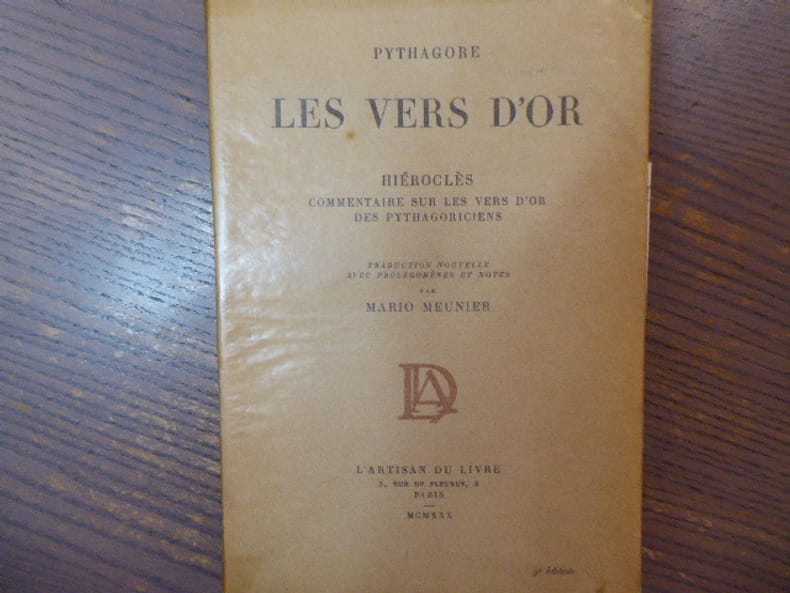 PYTHAGORE
LES VERS D'OR
HIÉROCLÈS
COMMENTAIRE SUR LES VERS D'OR
DES PYTHAGORICIENS
TRADUCTION NOUVELLE
AVEC PROLÉGOMÈNES ET NOTES
PAR
MARIO MEUNIER
L'ARTISAN DU LIVRE
2, RUE DE FLEURUS, 2
PARIS
MCMXXX
édition